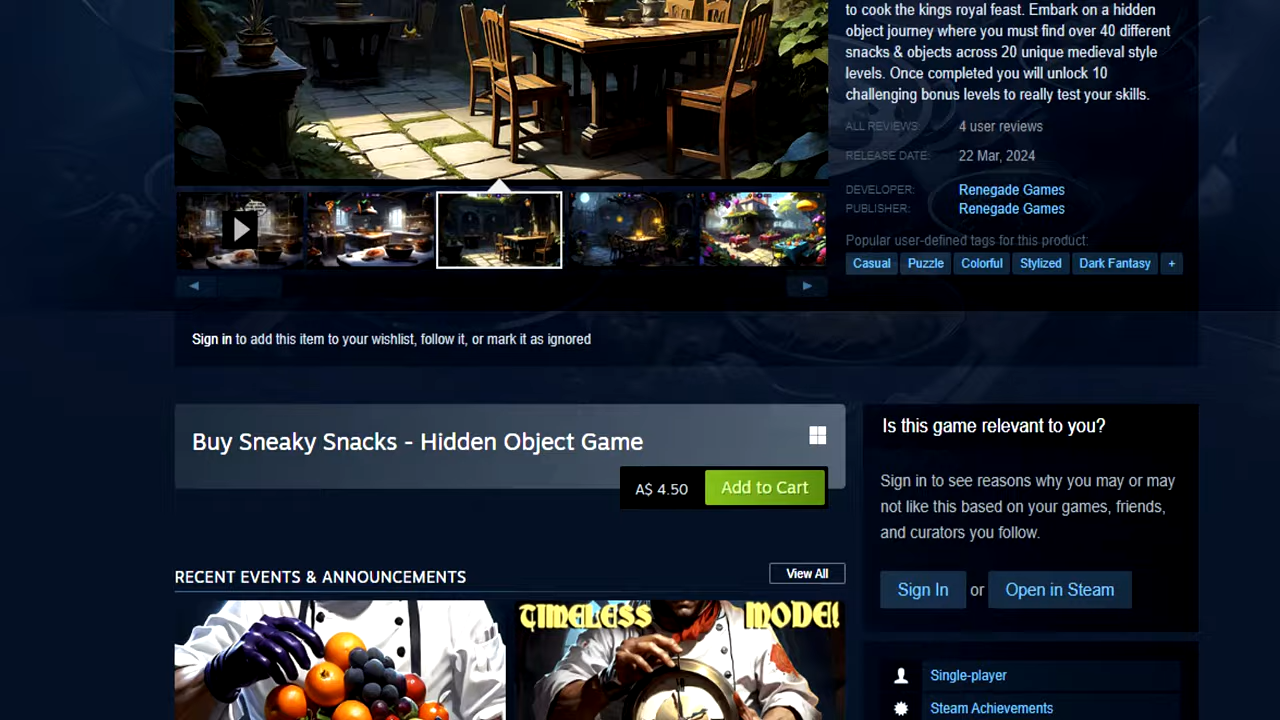 to cook the kings royal feast. Embark on a hidden
object journey where you must find over 40 different
snacks & objects across 20 unique medieval style
levels. Once completed you will unlock 10
challenging bonus levels to really test your skills.
ALL REVIEWS: 4 user reviews
RELEASE DATE: 22 Mar, 2024
DEVELOPER: Renegade Games
PUBLISHER: Renegade Games
Popular user-defined tags for this product:
Casual Puzzle Colorful Stylized Dark Fantasy +
Sign in to add this item to your wishlist, follow it, or mark it as ignored
Buy Sneaky Snacks - Hidden Object Game
A$ 4.50 Add to Cart
Is this game relevant to you?
Sign in to see reasons why you may or may
not like this based on your games, friends,
and curators you follow.
Sign In or Open in Steam
RECENT EVENTS & ANNOUNCEMENTS View All
TIMELESS MODE!
Single-player
Steam Achievements